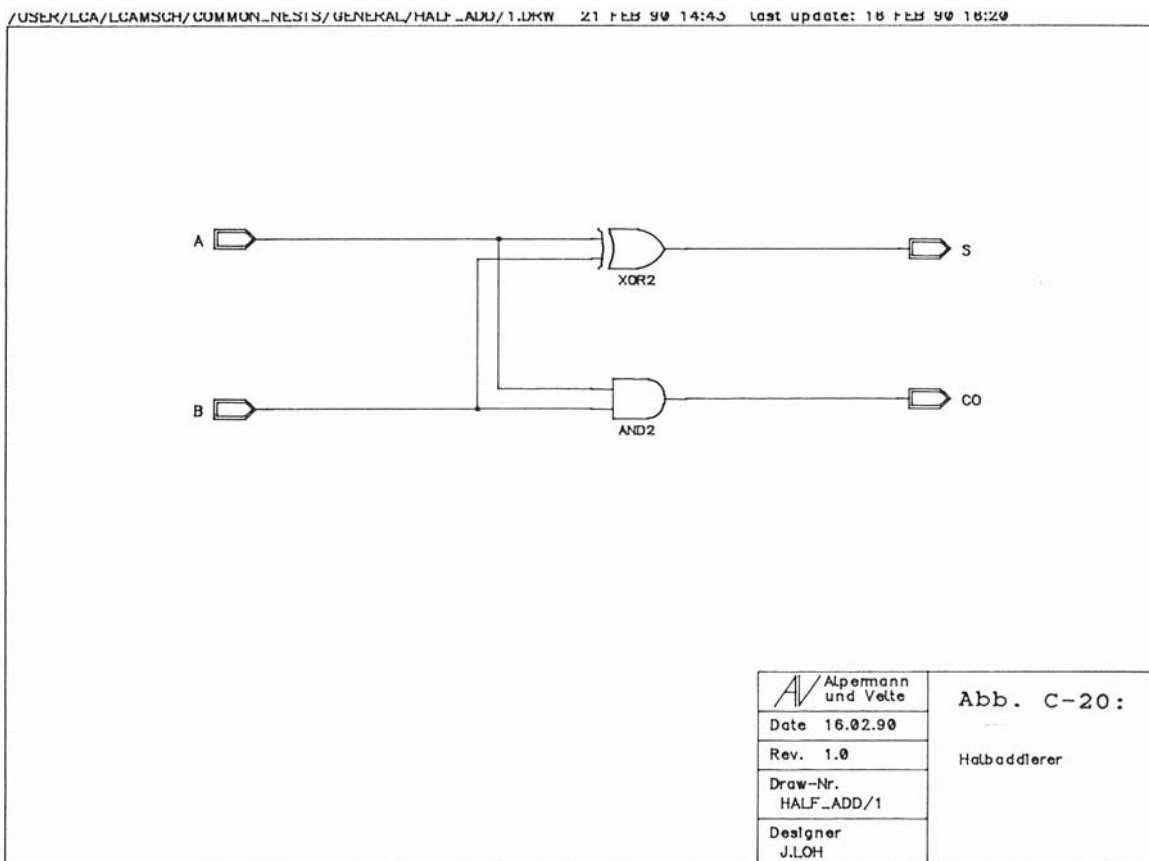 /USER/LCA/LCAMSCH/COMMON_NESTS/GENERAL/HALF_ADD/1.DRW 21 FEB 90 14:43 last update: 16 FEB 90 16:20
A
XOR2
S
B
AND2
CO
AV Alpermann
und Velte
Date 16.02.90
Rev. 1.0
Draw-Nr.
HALF_ADD/1
Designer
J.LOH
Abb. C-20:
Halbaddierer